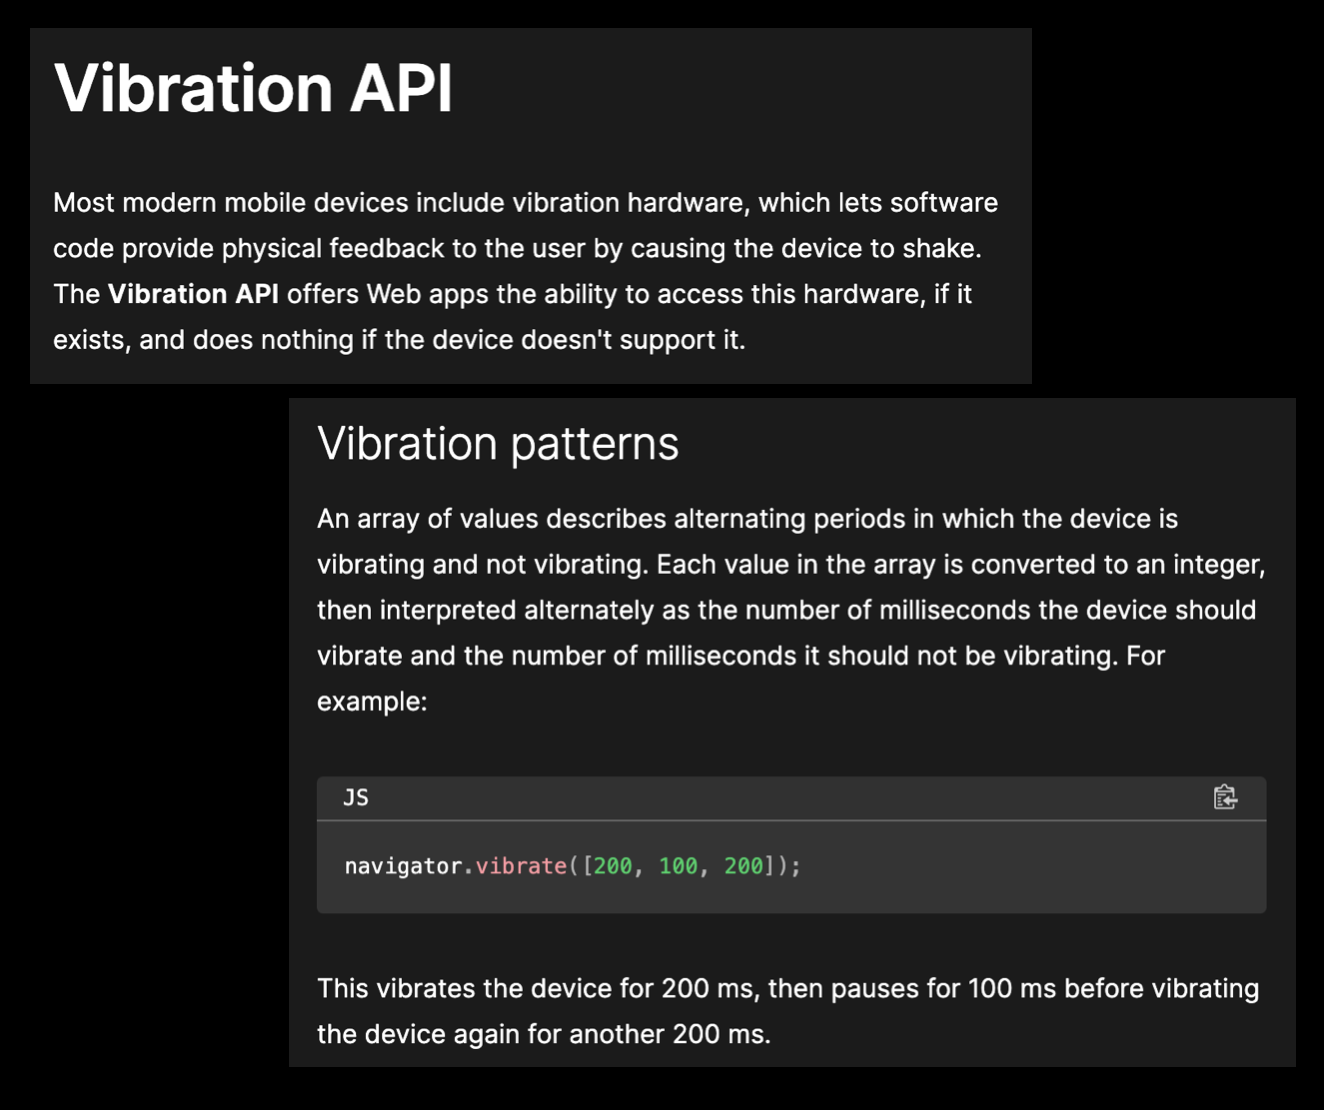 Vibration API
Most modern mobile devices include vibration hardware, which lets software
code provide physical feedback to the user by causing the device to shake.
The Vibration API offers Web apps the ability to access this hardware, if it
exists, and does nothing if the device doesn't support it.
Vibration patterns
An array of values describes alternating periods in which the device is
vibrating and not vibrating. Each value in the array is converted to an integer,
then interpreted alternately as the number of milliseconds the device should
vibrate and the number of milliseconds it should not be vibrating. For
example:
JS
navigator.vibrate([200, 100, 200]);
This vibrates the device for 200 ms, then pauses for 100 ms before vibrating
the device again for another 200 ms.